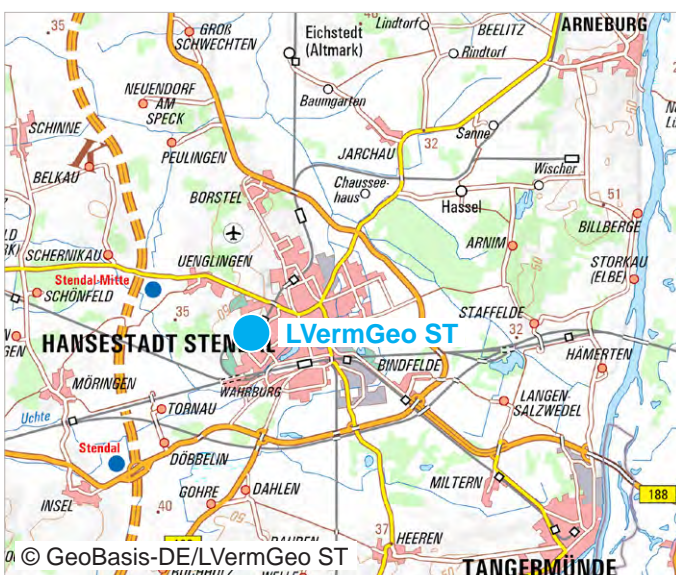 35
GROß
SCHWECHTEN
Eichstedt
(Altmark)
Lindtorf
BEELITZ
ARNEBURG
Rindtorf
NEUENDORF
AM
SPECK
Baumgarten
SCHINNE
PEULINGEN
JARCHAU
32
Sanne
BELKAU
Chaussee-
haus
Wischer
BORSTEL
Hassel
51
BILLBERGE
SCHERNIKAU
UENGLINGEN
ARNIM
STORKAU
(ELBE)
Stendal-Mitte
SCHÖNFELD
35
STAFFELDE
32
LVermGeo ST
HANSESTADT
HÄMERTEN
MÖRINGEN
WAHRBURG
BINDFELDE
Uchte
TORNAU
LANGEN-
SALZWEDEL
Stendal
DÖBBELIN
MILTERN
INSEL
GOHRE
DAHLEN
188
40
37
HEEREN
© GeoBasis-DE/LVermGeo ST
TANGERMÜNDE